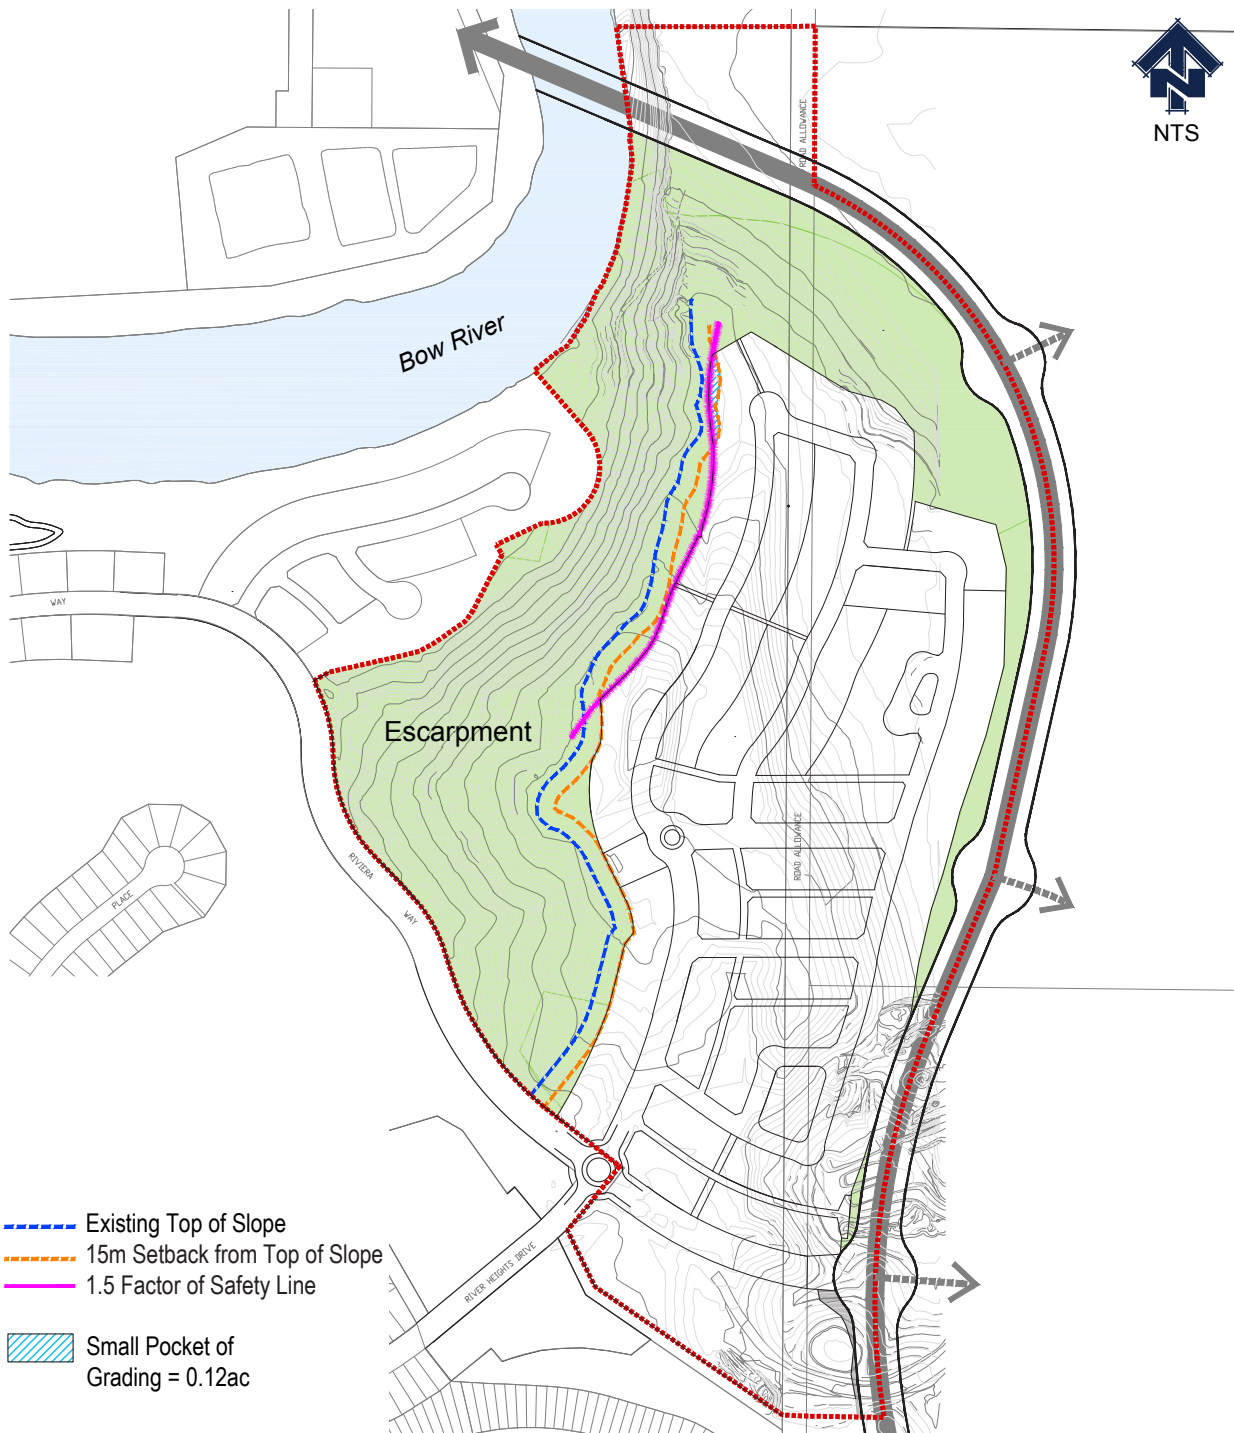 N
NTS
ROAD ALLOWANCE
Bow River
WAY
Escarpment
ROAD ALLOWANCE
RIVIERA
WAY
PLACE
RIVER HEIGHTS DRIVE
Existing Top of Slope
15m Setback from Top of Slope
1.5 Factor of Safety Line
Small Pocket of
Grading = 0.12ac